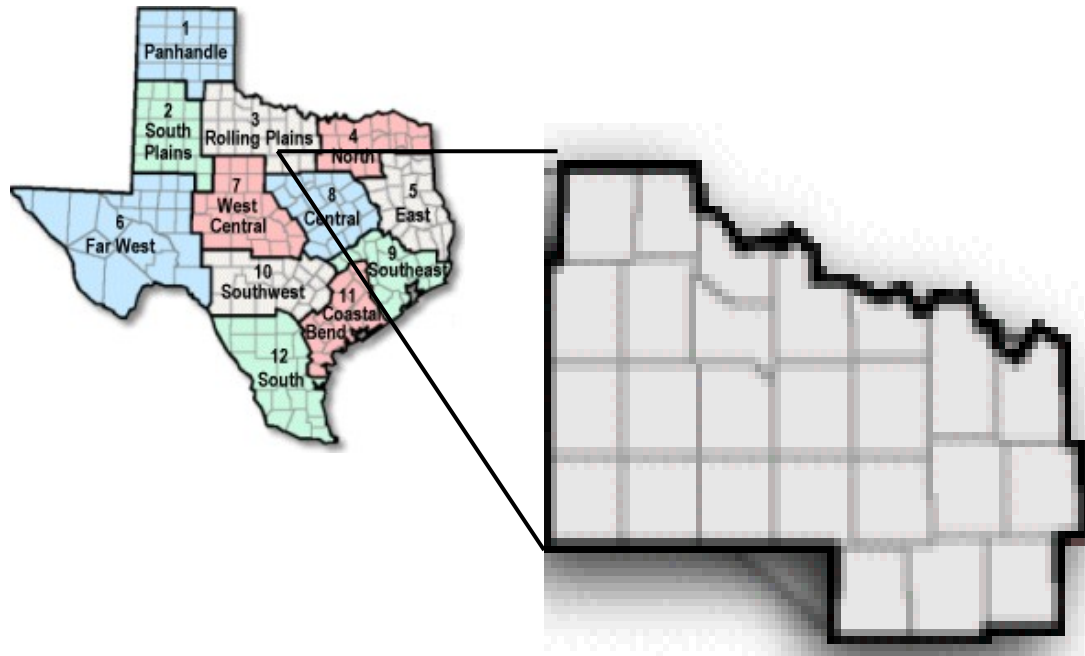 1
Panhandle
2
South
Plains
3
Rolling Plains
4
North
5
East
6
Far West
7
West
Central
8
Central
9
Southeast
10
Southwest
11
Coastal
Bend
12
South